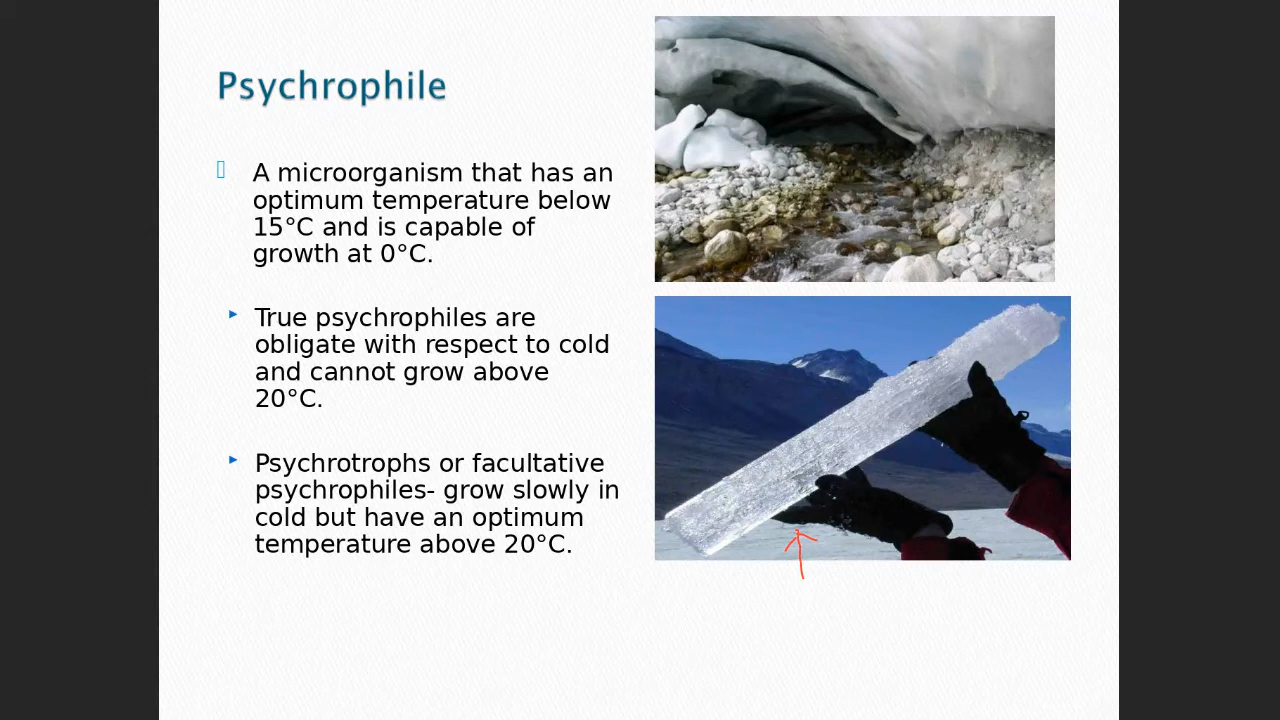 Psychrophile
A microorganism that has an
optimum temperature below
15°C and is capable of
growth at 0°C.
True psychrophiles are
obligate with respect to cold
and cannot grow above
20°C.
Psychrotrophs or facultative
psychrophiles- grow slowly in
cold but have an optimum
temperature above 20°C.